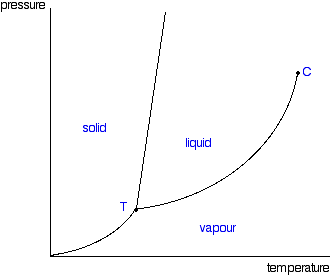 pressure
C
solid
liquid
T
vapour
temperature